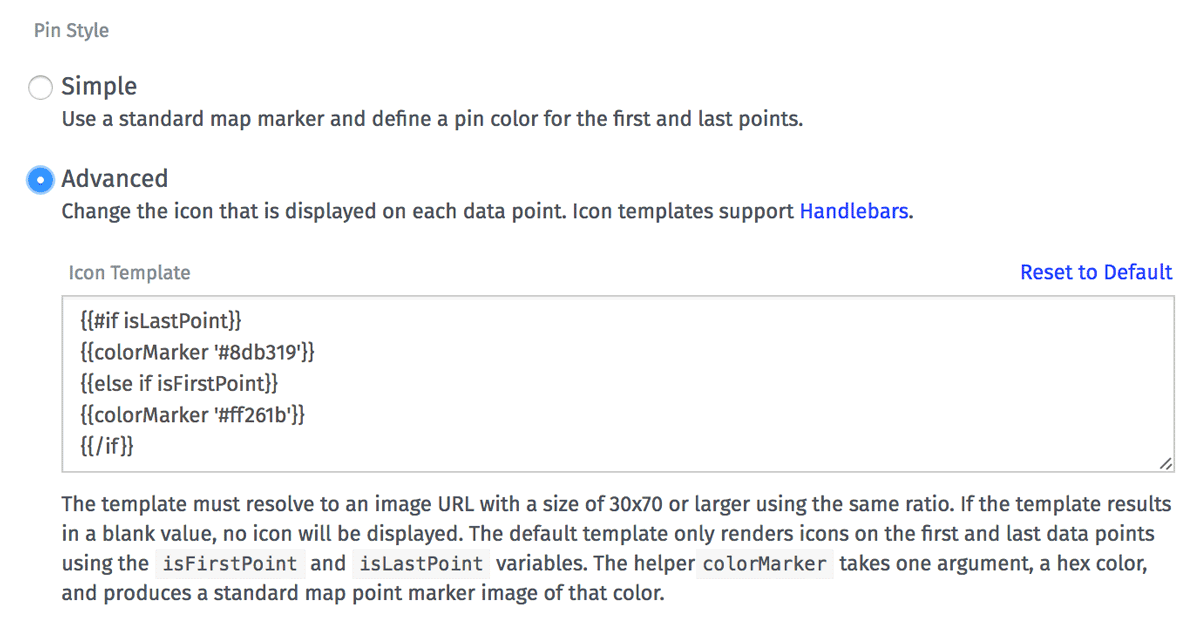 Pin Style
Simple
Use a standard map marker and define a pin color for the first and last points.
Advanced
Change the icon that is displayed on each data point. Icon templates support Handlebars.
Icon Template
Reset to Default
{{#if isLastPoint}}
{{colorMarker '#8db319'}}
{{else if isFirstPoint}}
{{colorMarker '#ff261b'}}
{{/if}}
The template must resolve to an image URL with a size of 30x70 or larger using the same ratio. If the template results
in a blank value, no icon will be displayed. The default template only renders icons on the first and last data points
using the isFirstPoint and isLastPoint variables. The helper colorMarker takes one argument, a hex color,
and produces a standard map point marker image of that color.